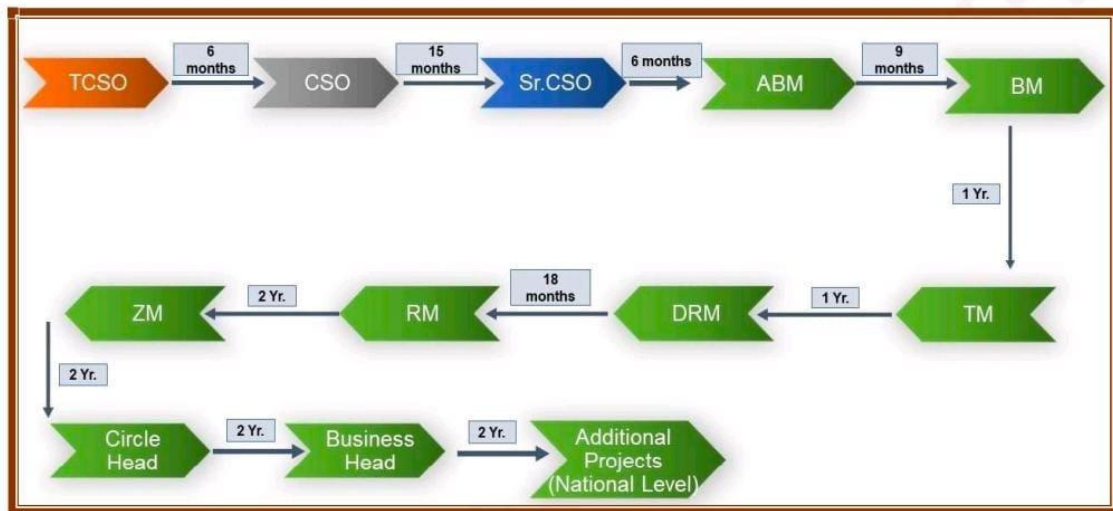 TCSO
6
months
CSO
15
months
Sr.CSO
6 months
ABM
9
months
BM
1 Yr.
TM
1 Yr.
DRM
18
months
RM
2 Yr.
ZM
2 Yr.
Circle
Head
2 Yr.
Business
Head
2 Yr.
Additional
Projects
(National Level)